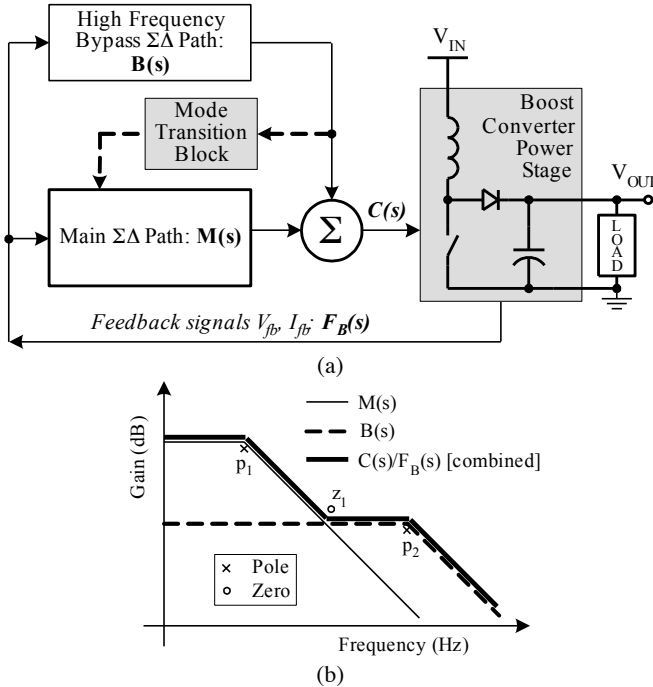 High Frequency
Bypass ΣΔ Path:
B(s)
Mode
Transition
Block
Main ΣΔ Path: M(s)
Σ
C(s)
V_IN
Boost
Converter
Power
Stage
V_OUT
LOAD
Feedback signals V_fb, I_fb: F_B(s)
(a)
Gain (dB)
M(s)
B(s)
C(s)/F_B(s) [combined]
p_1
z_1
p_2
Pole
Zero
Frequency (Hz)
(b)